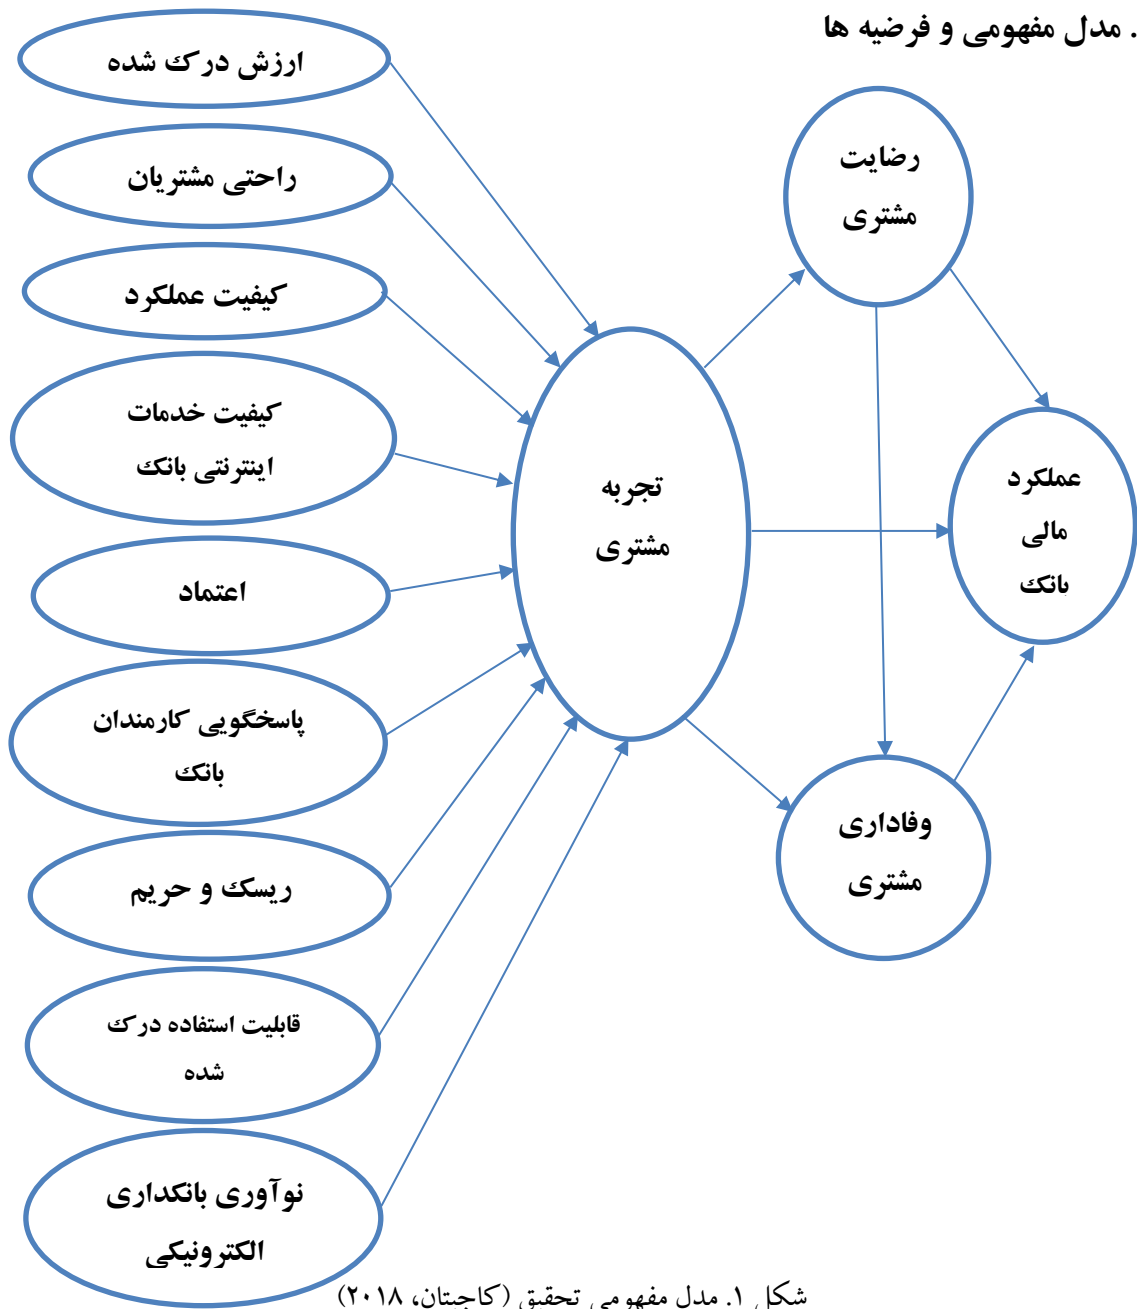 . مدل مفهومی و فرضیه ها
ارزش درک شده
راحتی مشتریان
کیفیت عملکرد
کیفیت خدمات
اینترنتی بانک
اعتماد
پاسخگویی کارمندان
بانک
ریسک و حریم
قابلیت استفاده درک
شده
نوآوری بانکداری
الکترونیکی
تجربه
مشتری
رضایت
مشتری
عملکرد
مالی
بانک
وفاداری
مشتری
شکل ۱. مدل مفهومی تحقیق (کاجیتان، ۲۰۱۸)